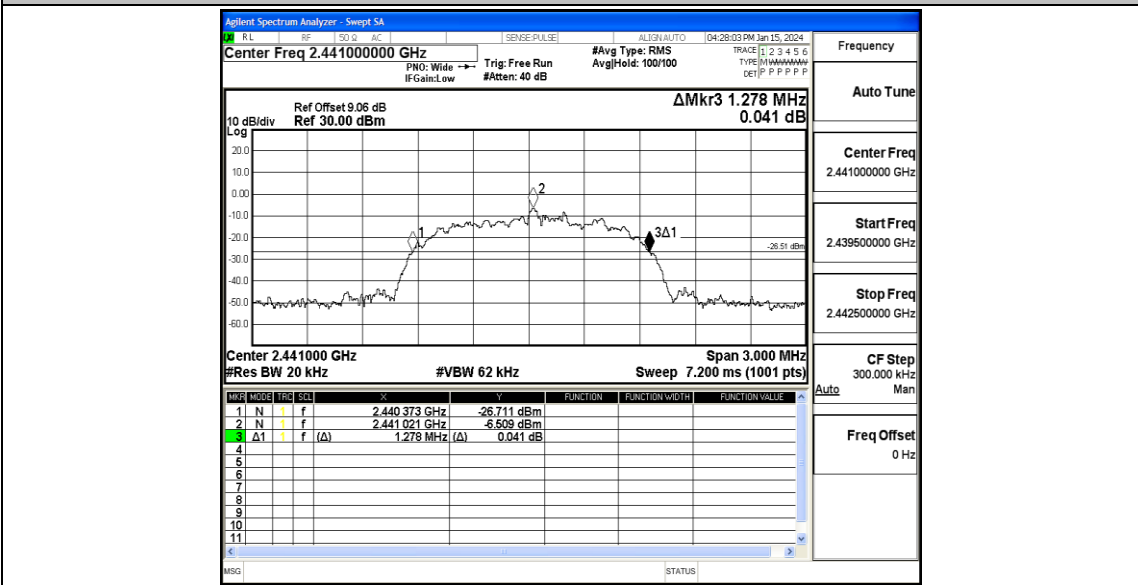 Agilent Spectrum Analyzer - Swept SA
RL RF 50 Ω AC SENSE:PULSE ALIGN AUTO 04:28:03 PM Jan 15, 2024
Center Freq 2.441000000 GHz
PNO: Wide
IFGain:Low
Trig: Free Run
#Atten: 40 dB
#Avg Type: RMS
Avg|Hold: 100/100
TRACE 1 2 3 4 5 6
TYPE M
DET P P P P P P
Ref Offset 9.06 dB
10 dB/div Ref 30.00 dBm
ΔMkr3 1.278 MHz
0.041 dB
Log
20.0
10.0
0.00
-10.0
-20.0
-30.0
-40.0
-50.0
-60.0
1
2
3Δ1
-26.51 dBm
Center 2.441000 GHz Span 3.000 MHz
#Res BW 20 kHz #VBW 62 kHz Sweep 7.200 ms (1001 pts)
MKR MODE TRC SCL X Y FUNCTION FUNCTION WIDTH FUNCTION VALUE
1 N 1 f 2.440 373 GHz -26.711 dBm
2 N 1 f 2.441 021 GHz -6.509 dBm
3 Δ1 1 f (Δ) 1.278 MHz (Δ) 0.041 dB
4
5
6
7
8
9
10
11
MSG STATUS
Frequency
Auto Tune
Center Freq
2.441000000 GHz
Start Freq
2.439500000 GHz
Stop Freq
2.442500000 GHz
CF Step
300.000 kHz
Auto Man
Freq Offset
0 Hz